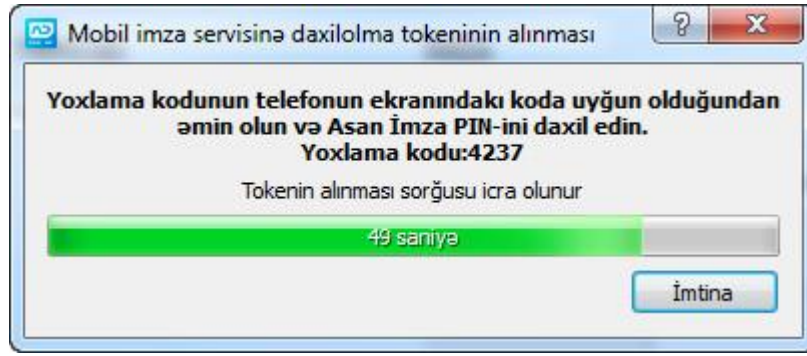 Mobil imza servisinə daxilolma tokeninin alınması
Yoxlama kodunun telefonun ekranındakı koda uyğun olduğundan
əmin olun və Asan İmza PIN-ini daxil edin.
Yoxlama kodu:4237
Tokenin alınması sorğusu icra olunur
49 saniyə
İmtina